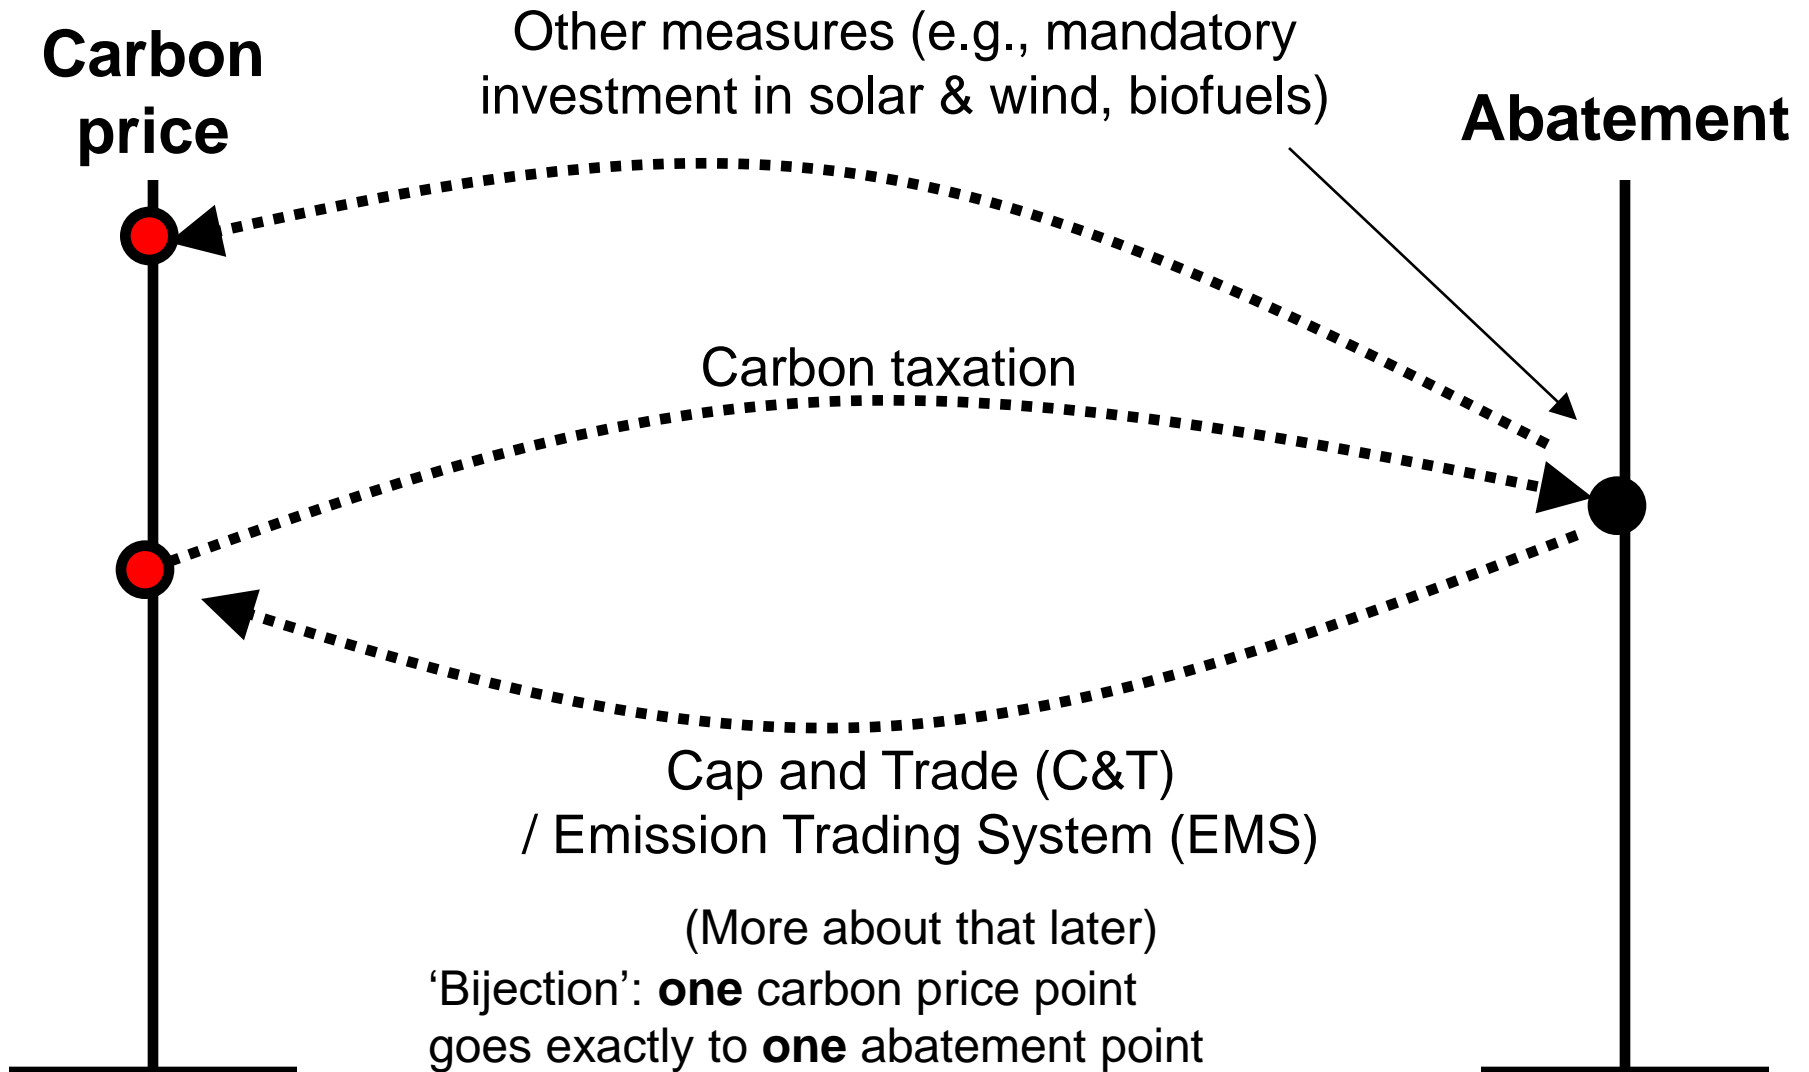 Carbon
price
Other measures (e.g., mandatory
investment in solar & wind, biofuels)
Abatement
Carbon taxation
Cap and Trade (C&T)
/ Emission Trading System (EMS)
(More about that later)
‘Bijection’: one carbon price point
goes exactly to one abatement point